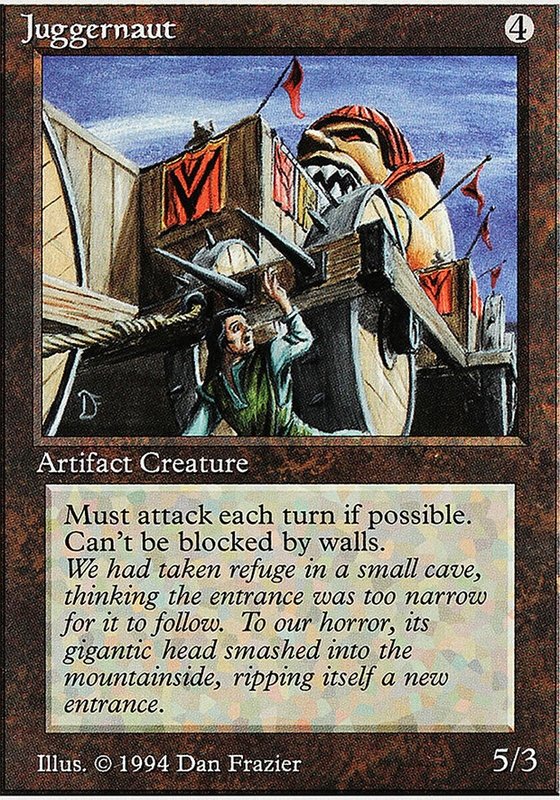 Juggernaut 4
DF
Artifact Creature
Must attack each turn if possible.
Can't be blocked by walls.
We had taken refuge in a small cave,
thinking the entrance was too narrow
for it to follow. To our horror, its
gigantic head smashed into the
mountainside, ripping itself a new
entrance.
Illus. © 1994 Dan Frazier 5/3